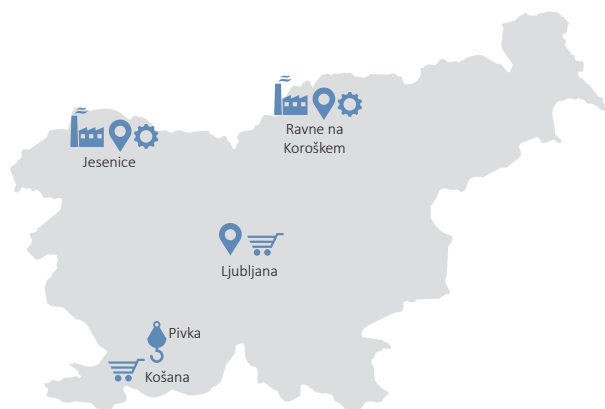 Ravne na
Koroškem
Jesenice
Ljubljana
Pivka
Košana